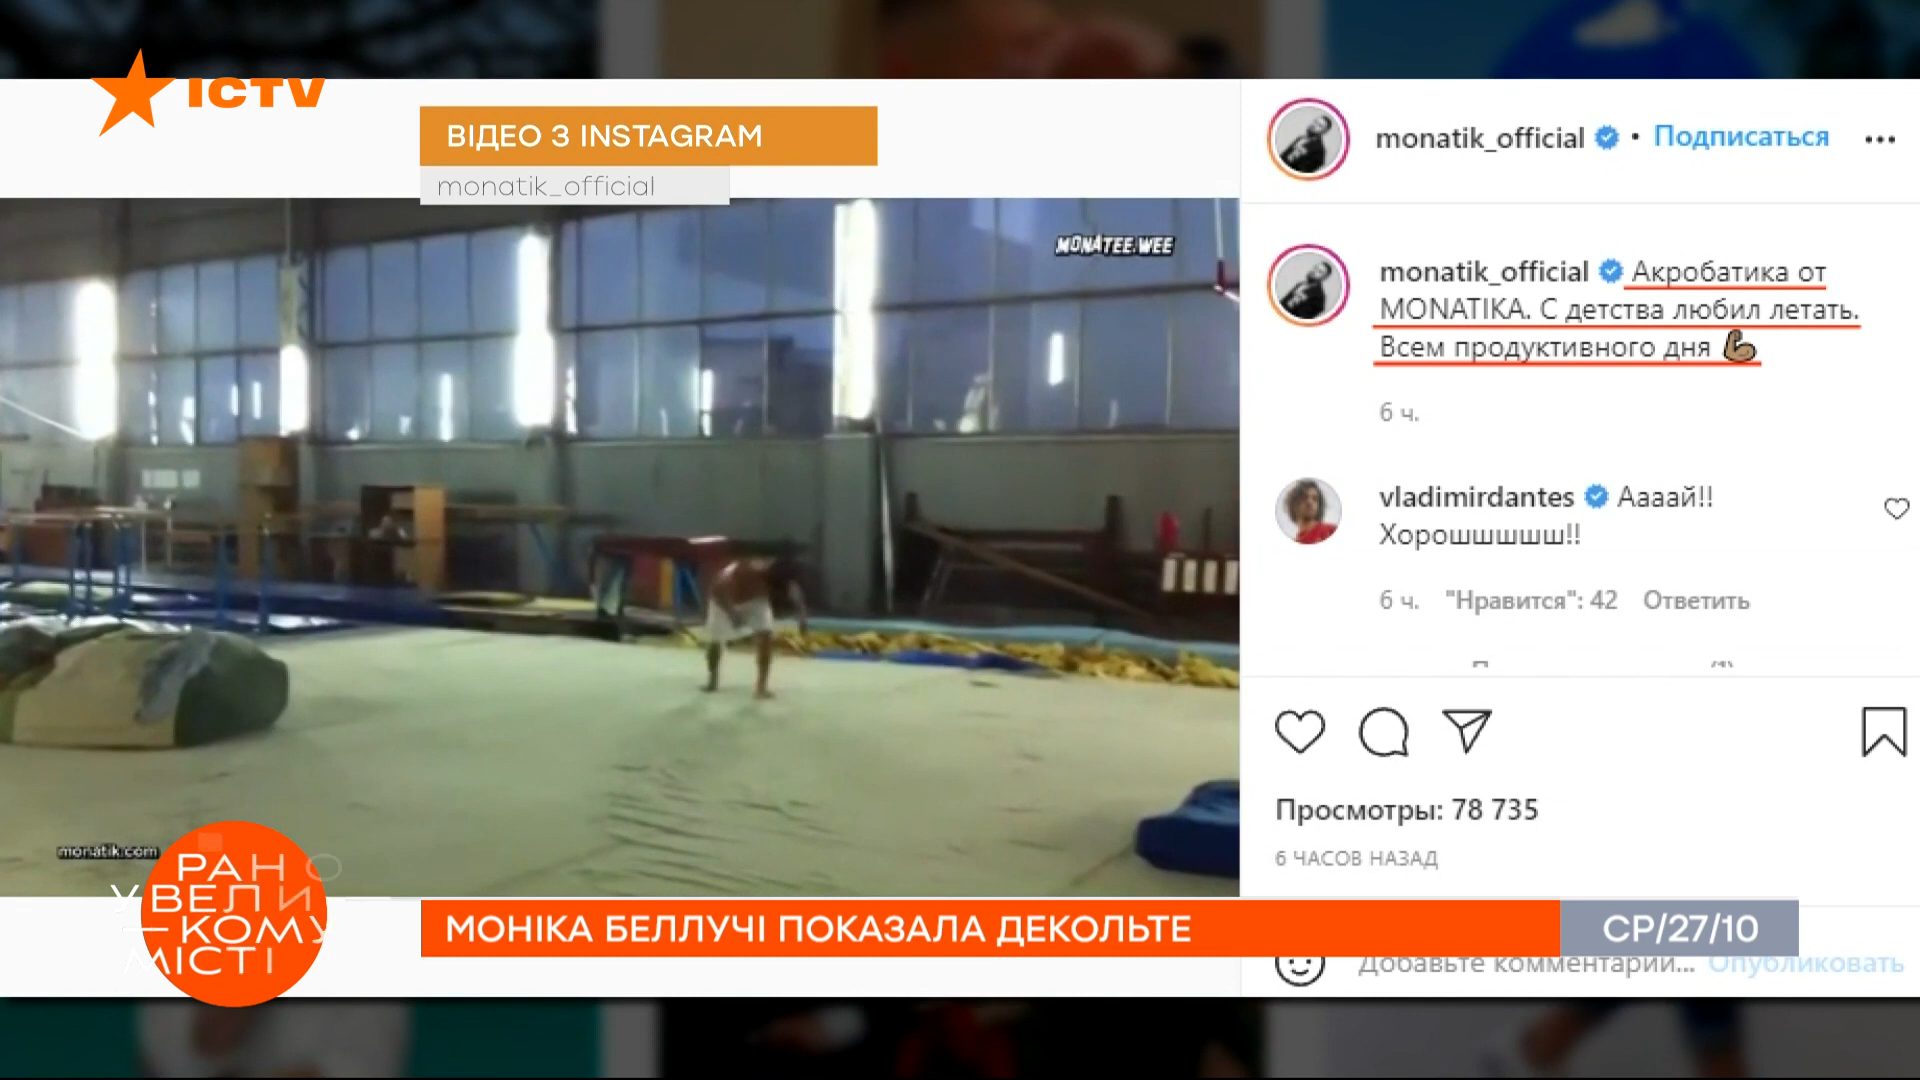 ICTV
ВІДЕО З INSTAGRAM
monatik_official
MONATEE.WEE
monatik.com
monatik_official • Подписаться
monatik_official Акробатика от
MONATIKA. С детства любил летать.
Всем продуктивного дня
6 ч.
vladimirdantes Аааай!!
Хорошшшшш!!
6 ч. "Нравится": 42 Ответить
Просмотры: 78 735
6 ЧАСОВ НАЗАД
Добавьте комментарий... Опубликовать
РАНО
У ВЕЛИ
—КОМУ
МІСТІ
МОНІКА БЕЛЛУЧІ ПОКАЗАЛА ДЕКОЛЬТЕ
СР/27/10